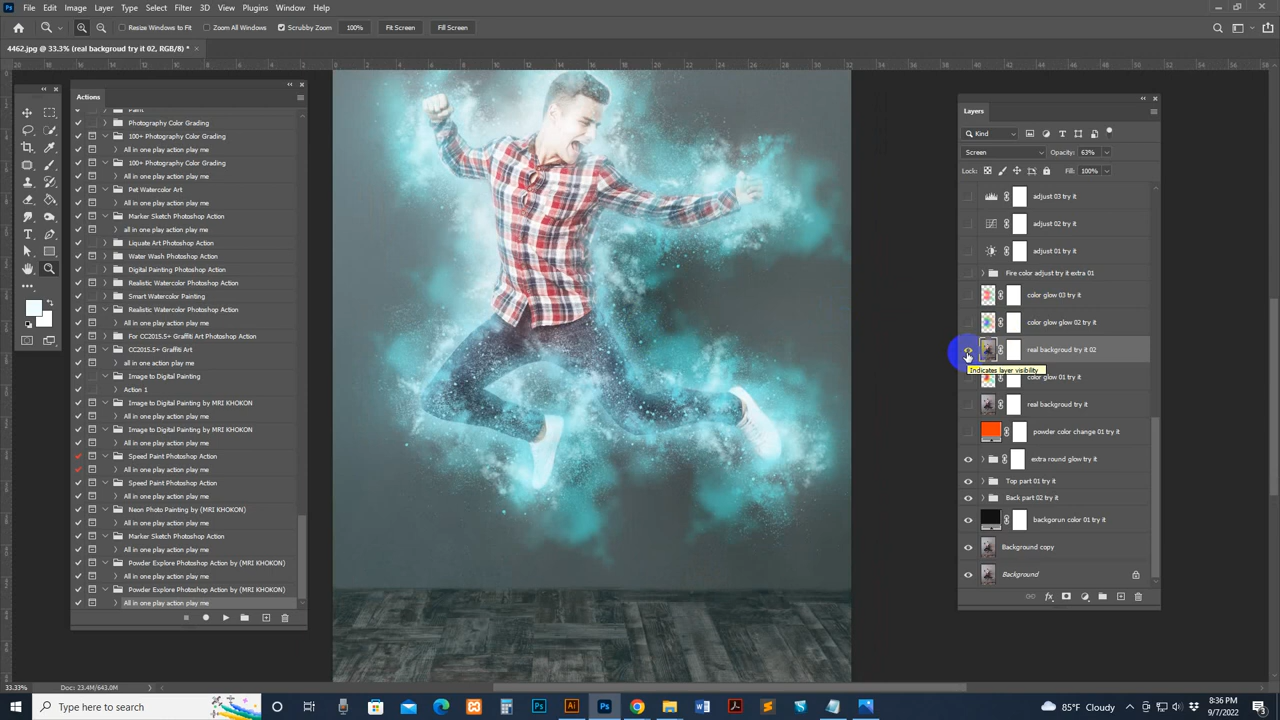 Ps File Edit Image Layer Type Select Filter 3D View Plugins Window Help
Resize Windows to Fit Zoom All Windows Scrubby Zoom 100% Fit Screen Fill Screen
4462.jpg @ 33.3% (real backgroud try it 02, RGB/8) * ×
Actions
Paint
Photography Color Grading
100+ Photography Color Grading
All in one play action play me
100+ Photography Color Grading
All in one play action play me
Pet Watercolor Art
All in one play action play me
Marker Sketch Photoshop Action
all in one play action play me
Liquate Art Photoshop Action
Water Wash Photoshop Action
Digital Painting Photoshop Action
Realistic Watercolor Photoshop Action
Smart Watercolor Painting
Realistic Watercolor Photoshop Action
All in one play action play me
For CC2015.5+ Graffiti Art Photoshop Action
CC2015.5+ Graffiti Art
all in one play action play me
Image to Digital Painting
Action 1
Image to Digital Painting by MRI KHOKON
Image to Digital Painting by MRI KHOKON
All in one play action play me
Speed Paint Photoshop Action
All in one play action play me
Speed Paint Photoshop Action
All in one play action play me
Neon Photo Painting by (MRI KHOKON)
All in one play action play me
Marker Sketch Photoshop Action
All in one play action play me
Powder Explore Photoshop Action by (MRI KHOKON)
All in one play action play me
Powder Explore Photoshop Action by (MRI KHOKON)
All in one play action play me
Layers
Kind
Screen Opacity: 63%
Lock: Fill: 100%
adjust 03 try it
adjust 02 try it
adjust 01 try it
Fire color adjust try it extra 01
color glow 03 try it
color glow glow 02 try it
real backgroud try it 02
Indicates layer visibility
color glow 01 try it
real backgroud try it
powder color change 01 try it
extra round glow try it
Top part 01 try it
Back part 02 try it
backgorun color 01 try it
Background copy
Background
33.33% Doc: 23.4M/643.0M
Type here to search
85°F Cloudy
8:36 PM
9/7/2022